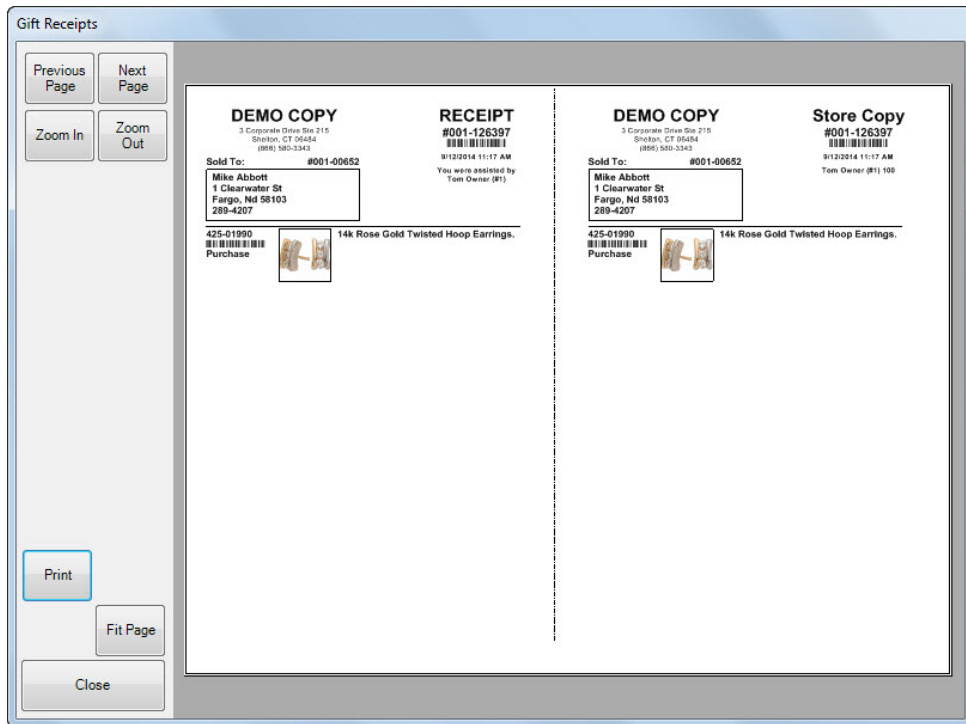 Gift Receipts
Previous
Page
Next
Page
Zoom In
Zoom
Out
Print
Fit Page
Close
DEMO COPY
3 Corporate Drive Ste 215
Shelton, CT 06484
(866) 580-3343
RECEIPT
#001-126397
9/12/2014 11:17 AM
You were assisted by
Tom Owner (#1)
Sold To: #001-00652
Mike Abbott
1 Clearwater St
Fargo, Nd 58103
289-4207
425-01990
Purchase
14k Rose Gold Twisted Hoop Earrings.
DEMO COPY
3 Corporate Drive Ste 215
Shelton, CT 06484
(866) 580-3343
Store Copy
#001-126397
9/12/2014 11:17 AM
Tom Owner (#1) 100
Sold To: #001-00652
Mike Abbott
1 Clearwater St
Fargo, Nd 58103
289-4207
425-01990
Purchase
14k Rose Gold Twisted Hoop Earrings.